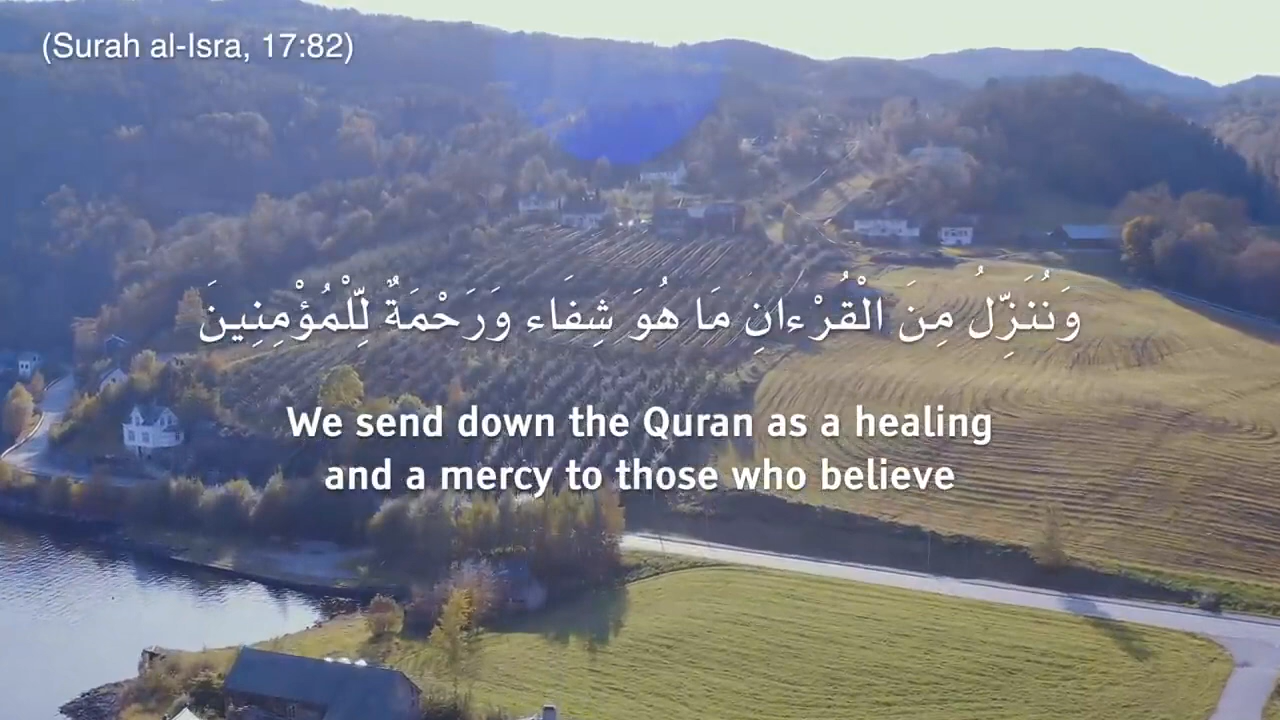 (Surah al-Isra, 17:82)
وَنُنَزِّلُ مِنَ الْقُرْءانِ مَا هُوَ شِفَاء وَرَحْمَةٌ لِّلْمُؤْمِنِينَ
We send down the Quran as a healing
and a mercy to those who believe